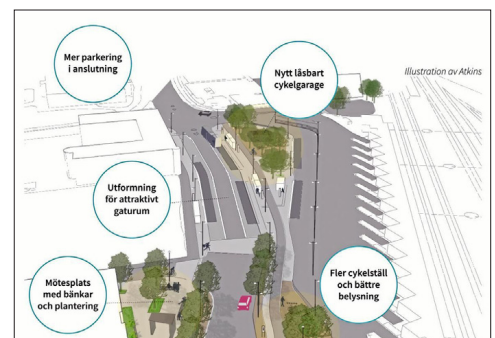 Mer parkering
i anslutning
Nytt låsbart
cykelgarage
Illustration av Atkins
Utformning
för attraktivt
gaturum
Mötesplats
med bänkar
och plantering
Fler cykelställ
och bättre
belysning